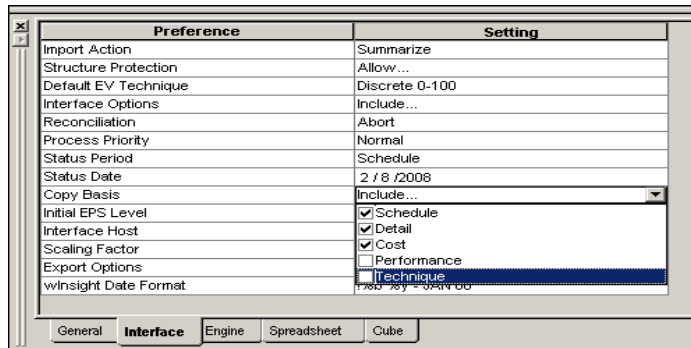 Preference Setting
Import Action Summarize
Structure Protection Allow...
Default EV Technique Discrete 0-100
Interface Options Include...
Reconciliation Abort
Process Priority Normal
Status Period Schedule
Status Date 2 / 8 /2008
Copy Basis Include...
Initial EPS Level Schedule
Interface Host Detail
Scaling Factor Cost
Export Options Performance
Technique
wInsight Date Format
General Interface Engine Spreadsheet Cube